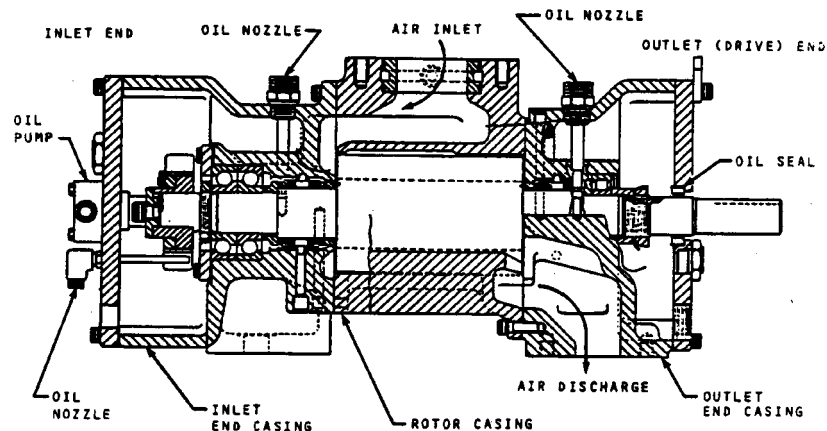 INLET END
OIL NOZZLE
AIR INLET
OIL NOZZLE
OUTLET (DRIVE) END
OIL
PUMP
OIL SEAL
AIR DISCHARGE
OIL
NOZZLE
INLET
END CASING
ROTOR CASING
OUTLET
END CASING